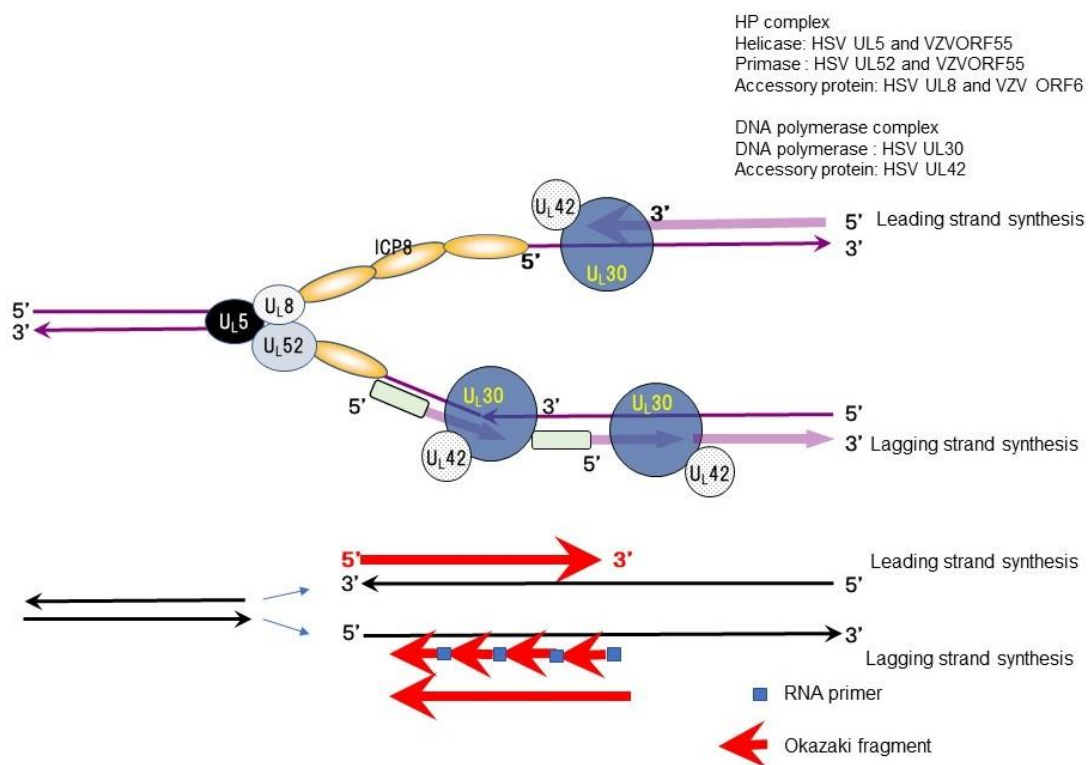 HP complex
Helicase: HSV UL5 and VZVORF55
Primase : HSV UL52 and VZVORF55
Accessory protein: HSV UL8 and VZV ORF6
DNA polymerase complex
DNA polymerase : HSV UL30
Accessory protein: HSV UL42
UL42
3’
5’
Leading strand synthesis
ICP8
5’
3’
UL30
5’
3’
UL5
UL8
UL52
5’
UL30
3’
UL30
5’
UL42
5’
3’
Lagging strand synthesis
UL42
5’
3’
Leading strand synthesis
3’
5’
5’
3’
Lagging strand synthesis
RNA primer
Okazaki fragment